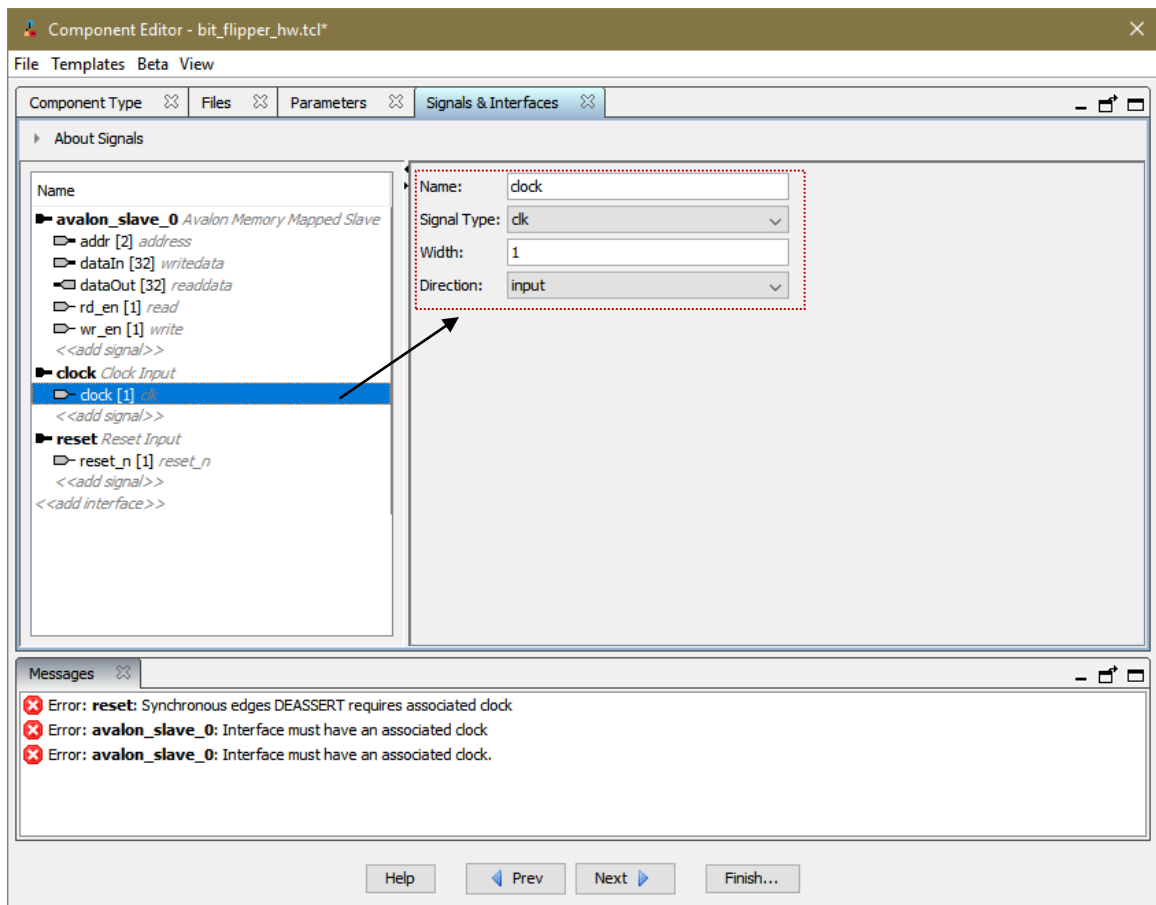 Component Editor - bit_flipper_hw.tcl*
File Templates Beta View
Component Type Files Parameters Signals & Interfaces
About Signals
Name
avalon_slave_0 Avalon Memory Mapped Slave
addr [2] address
dataIn [32] writedata
dataOut [32] readdata
rd_en [1] read
wr_en [1] write
<<add signal>>
clock Clock Input
clock [1] clk
<<add signal>>
reset Reset Input
reset_n [1] reset_n
<<add signal>>
<<add interface>>
Name: clock
Signal Type: clk
Width: 1
Direction: input
Messages
Error: reset: Synchronous edges DEASSERT requires associated clock
Error: avalon_slave_0: Interface must have an associated clock
Error: avalon_slave_0: Interface must have an associated clock.
Help Prev Next Finish...